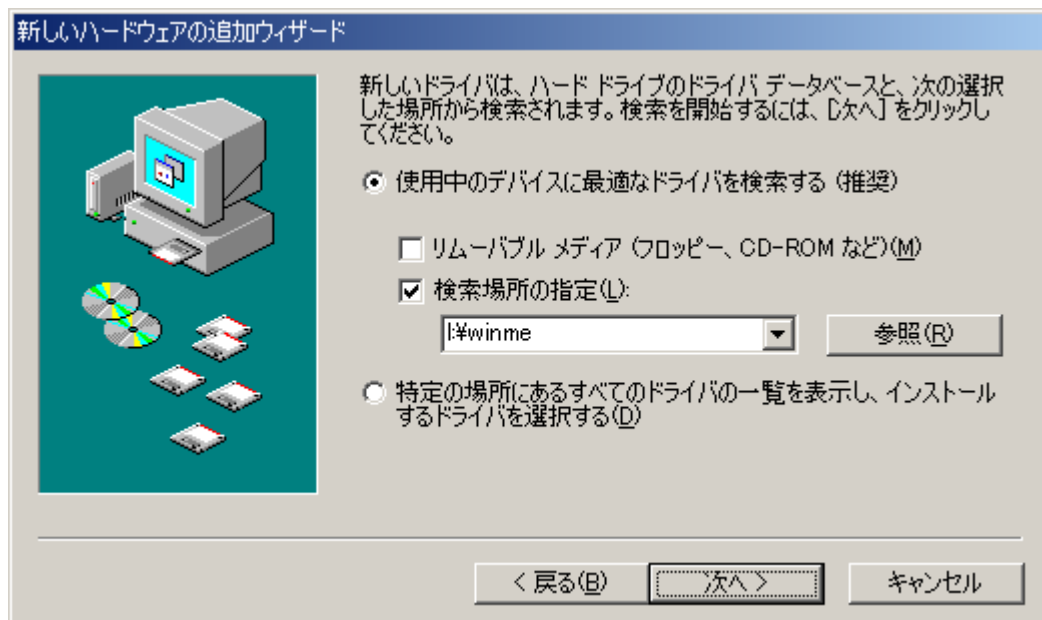 新しいハードウェアの追加ウィザード
新しいドライバは、ハード ドライブのドライバ データベースと、次の選択
した場所から検索されます。検索を開始するには、[次へ] をクリックし
てください。
使用中のデバイスに最適なドライバを検索する (推奨)
リムーバブル メディア (フロッピー、CD-ROM など)(M)
検索場所の指定(L):
I:¥winme
参照(R)
特定の場所にあるすべてのドライバの一覧を表示し、インストール
するドライバを選択する(D)
< 戻る(B)
次へ >
キャンセル